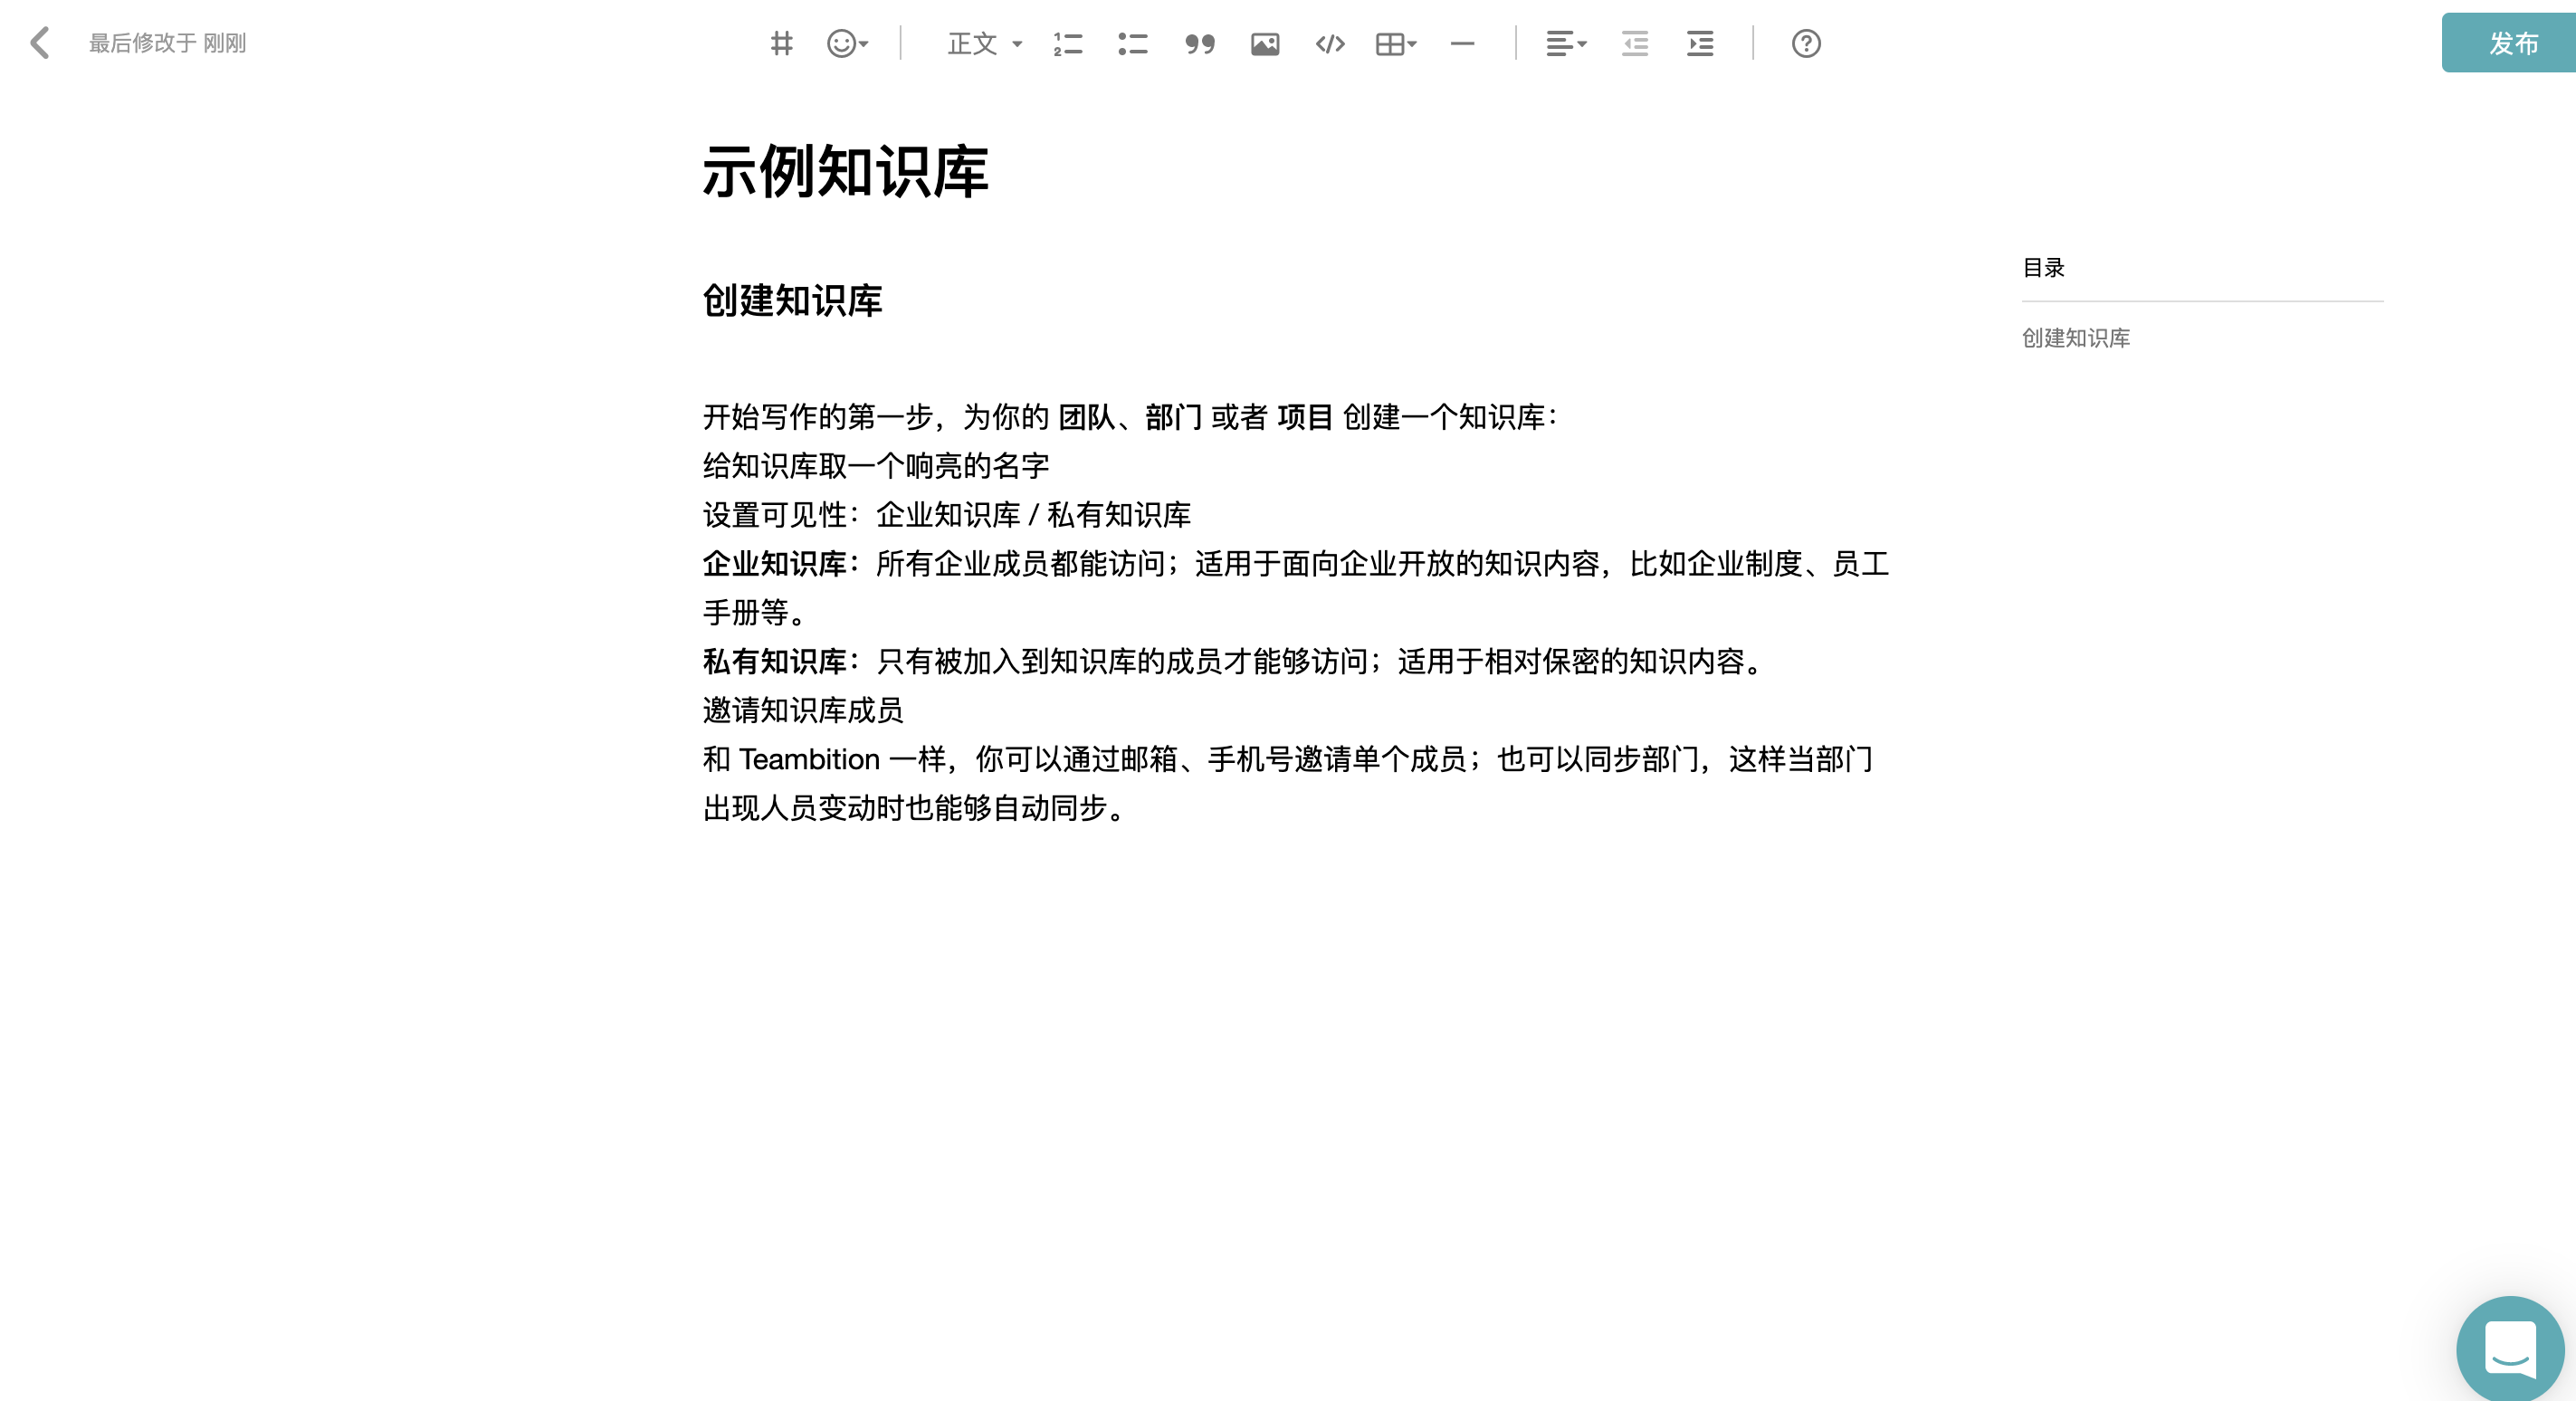 最后修改于 刚刚
正文
发布
示例知识库
目录
创建知识库
创建知识库
开始写作的第一步，为你的 团队、部门 或者 项目 创建一个知识库：
给知识库取一个响亮的名字
设置可见性：企业知识库 / 私有知识库
企业知识库：所有企业成员都能访问；适用于面向企业开放的知识内容，比如企业制度、员工
手册等。
私有知识库：只有被加入到知识库的成员才能够访问；适用于相对保密的知识内容。
邀请知识库成员
和 Teambition 一样，你可以通过邮箱、手机号邀请单个成员；也可以同步部门，这样当部门
出现人员变动时也能够自动同步。